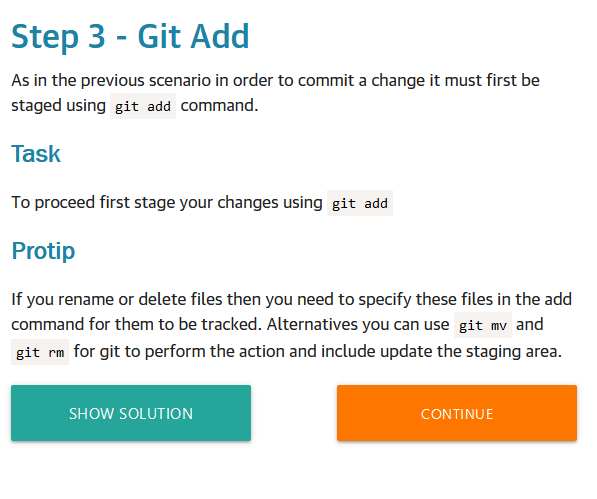 Step 3 - Git Add
As in the previous scenario in order to commit a change it must first be
staged using git add command.
Task
To proceed first stage your changes using git add
Protip
If you rename or delete files then you need to specify these files in the add
command for them to be tracked. Alternatives you can use git mv and
git rm for git to perform the action and include update the staging area.
SHOW SOLUTION
CONTINUE